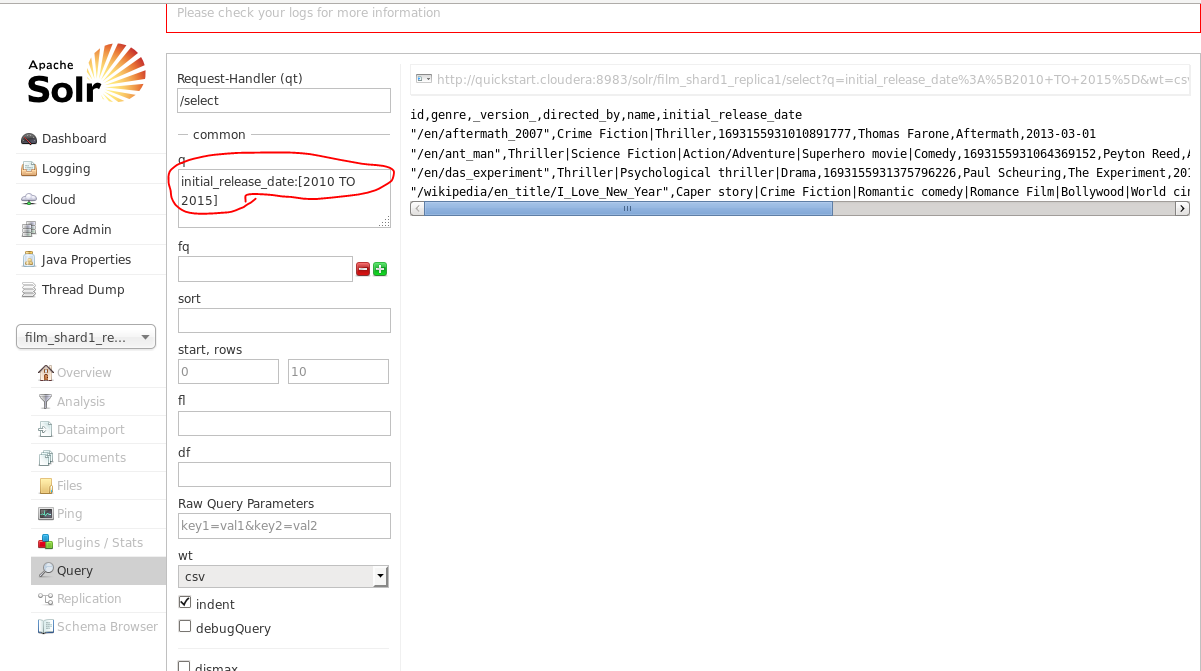 Please check your logs for more information
Apache
Solr
Dashboard
Logging
Cloud
Core Admin
Java Properties
Thread Dump
film_shard1_re...
Overview
Analysis
Dataimport
Documents
Files
Ping
Plugins / Stats
Query
Replication
Schema Browser
Request-Handler (qt)
/select
common
q
initial_release_date:[2010 TO
2015]
fq
sort
start, rows
0 10
fl
df
Raw Query Parameters
key1=val1&key2=val2
wt
csv
indent
debugQuery
dismax
http://quickstart.cloudera:8983/solr/film_shard1_replica1/select?q=initial_release_date%3A%5B2010+TO+2015%5D&wt=csv
id,genre,_version_,directed_by,name,initial_release_date
"/en/aftermath_2007",Crime Fiction|Thriller,1693155931010891777,Thomas Farone,Aftermath,2013-03-01
"/en/ant_man",Thriller|Science Fiction|Action/Adventure|Superhero movie|Comedy,1693155931064369152,Peyton Reed,A
"/en/das_experiment",Thriller|Psychological thriller|Drama,1693155931375796226,Paul Scheuring,The Experiment,201
"/wikipedia/en_title/I_Love_New_Year",Caper story|Crime Fiction|Romantic comedy|Romance Film|Bollywood|World cin